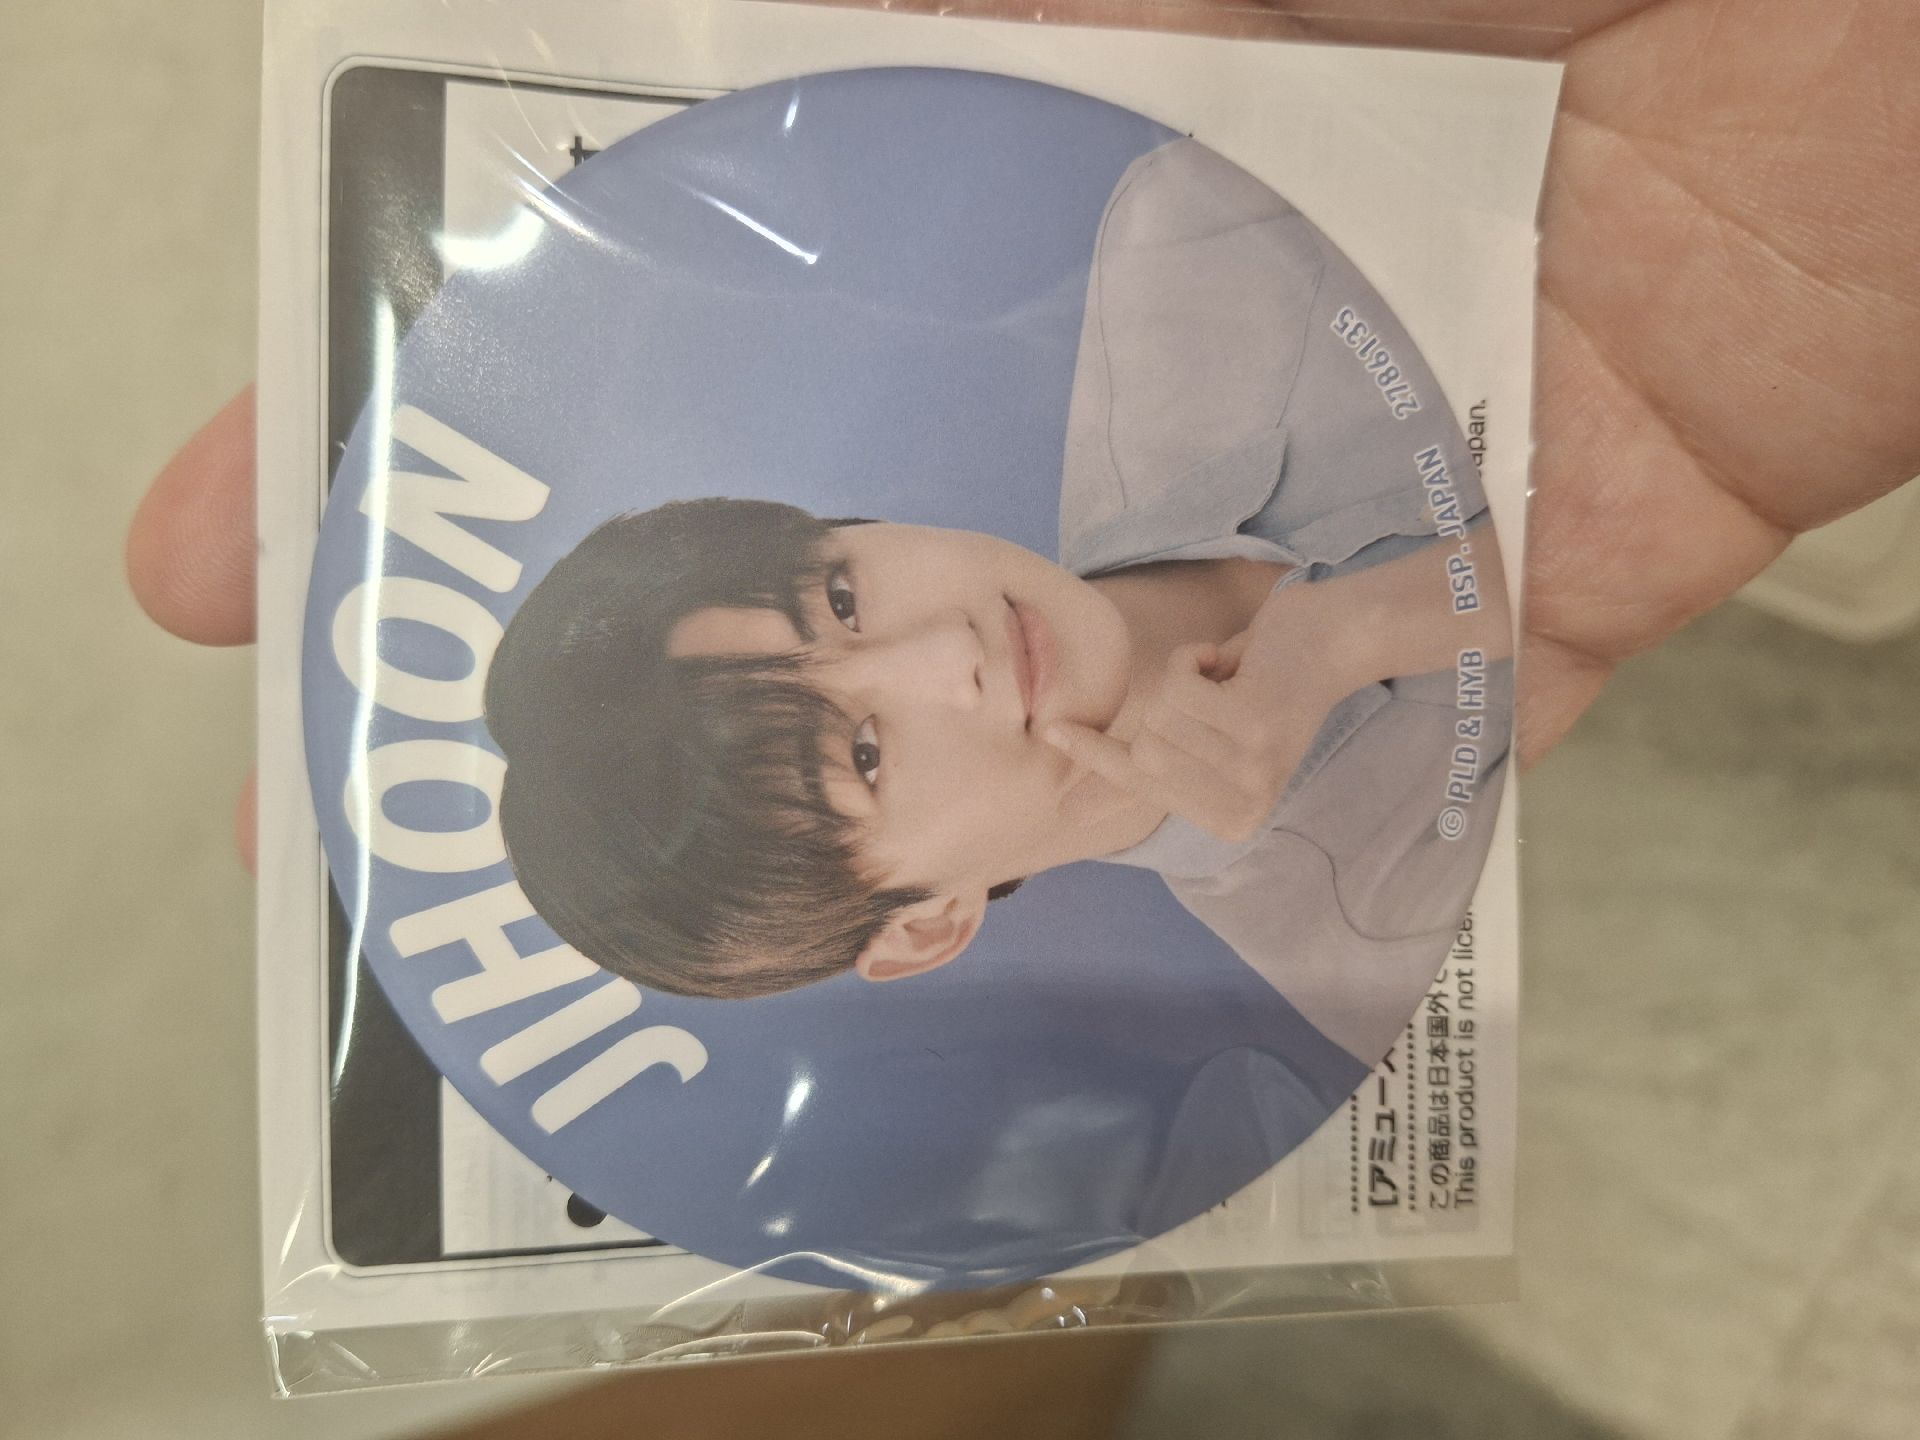 JIHOON
© PLD & HYB BSP. JAPAN 2786135
[アミューズ
この商品は日本国外で
This product is not licen
apan.